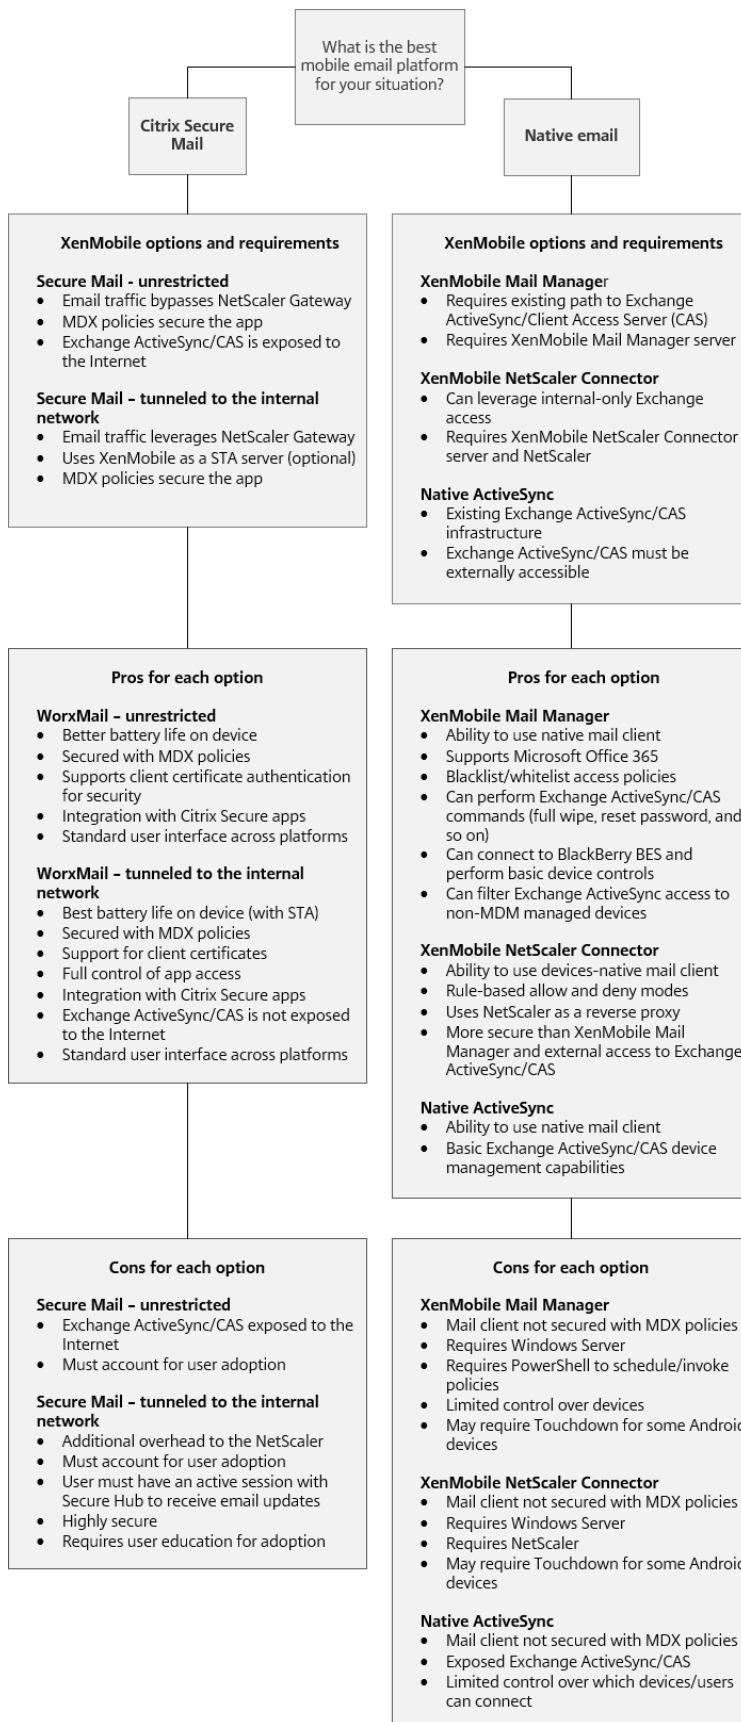 What is the best
mobile email platform
for your situation?
Citrix Secure
Mail
Native email
XenMobile options and requirements
Secure Mail - unrestricted
• Email traffic bypasses NetScaler Gateway
• MDX policies secure the app
• Exchange ActiveSync/CAS is exposed to
the Internet
Secure Mail – tunneled to the internal
network
• Email traffic leverages NetScaler Gateway
• Uses XenMobile as a STA server (optional)
• MDX policies secure the app
XenMobile options and requirements
XenMobile Mail Manager
• Requires existing path to Exchange
ActiveSync/Client Access Server (CAS)
• Requires XenMobile Mail Manager server
XenMobile NetScaler Connector
• Can leverage internal-only Exchange
access
• Requires XenMobile NetScaler Connector
server and NetScaler
Native ActiveSync
• Existing Exchange ActiveSync/CAS
infrastructure
• Exchange ActiveSync/CAS must be
externally accessible
Pros for each option
WorxMail – unrestricted
• Better battery life on device
• Secured with MDX policies
• Supports client certificate authentication
for security
• Integration with Citrix Secure apps
• Standard user interface across platforms
WorxMail – tunneled to the internal
network
• Best battery life on device (with STA)
• Secured with MDX policies
• Support for client certificates
• Full control of app access
• Integration with Citrix Secure apps
• Exchange ActiveSync/CAS is not exposed
to the Internet
• Standard user interface across platforms
Pros for each option
XenMobile Mail Manager
• Ability to use native mail client
• Supports Microsoft Office 365
• Blacklist/whitelist access policies
• Can perform Exchange ActiveSync/CAS
commands (full wipe, reset password, and
so on)
• Can connect to BlackBerry BES and
perform basic device controls
• Can filter Exchange ActiveSync access to
non-MDM managed devices
XenMobile NetScaler Connector
• Ability to use devices-native mail client
• Rule-based allow and deny modes
• Uses NetScaler as a reverse proxy
• More secure than XenMobile Mail
Manager and external access to Exchange
ActiveSync/CAS
Native ActiveSync
• Ability to use native mail client
• Basic Exchange ActiveSync/CAS device
management capabilities
Cons for each option
Secure Mail – unrestricted
• Exchange ActiveSync/CAS exposed to the
Internet
• Must account for user adoption
Secure Mail – tunneled to the internal
network
• Additional overhead to the NetScaler
• Must account for user adoption
• User must have an active session with
Secure Hub to receive email updates
• Highly secure
• Requires user education for adoption
Cons for each option
XenMobile Mail Manager
• Mail client not secured with MDX policies
• Requires Windows Server
• Requires PowerShell to schedule/invoke
policies
• Limited control over devices
• May require Touchdown for some Android
devices
XenMobile NetScaler Connector
• Mail client not secured with MDX policies
• Requires Windows Server
• Requires NetScaler
• May require Touchdown for some Android
devices
Native ActiveSync
• Mail client not secured with MDX policies
• Exposed Exchange ActiveSync/CAS
• Limited control over which devices/users
can connect